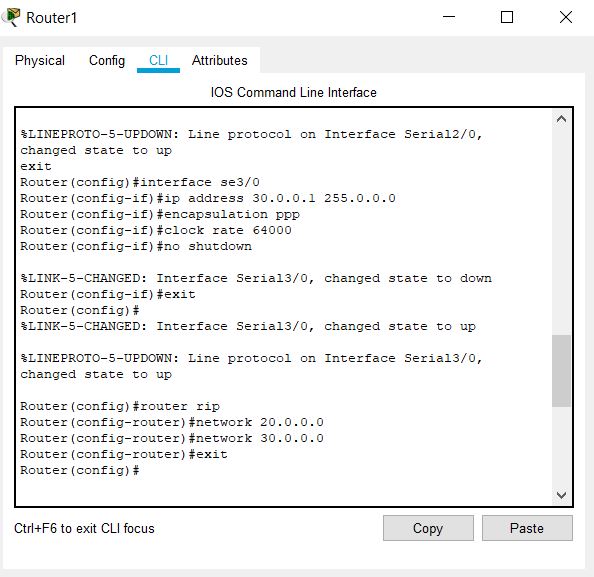 Router1
Physical Config CLI Attributes
IOS Command Line Interface
%LINEPROTO-5-UPDOWN: Line protocol on Interface Serial2/0,
changed state to up
exit
Router(config)#interface se3/0
Router(config-if)#ip address 30.0.0.1 255.0.0.0
Router(config-if)#encapsulation ppp
Router(config-if)#clock rate 64000
Router(config-if)#no shutdown
%LINK-5-CHANGED: Interface Serial3/0, changed state to down
Router(config-if)#exit
Router(config)#
%LINK-5-CHANGED: Interface Serial3/0, changed state to up
%LINEPROTO-5-UPDOWN: Line protocol on Interface Serial3/0,
changed state to up
Router(config)#router rip
Router(config-router)#network 20.0.0.0
Router(config-router)#network 30.0.0.0
Router(config-router)#exit
Router(config)#
Ctrl+F6 to exit CLI focus
Copy Paste